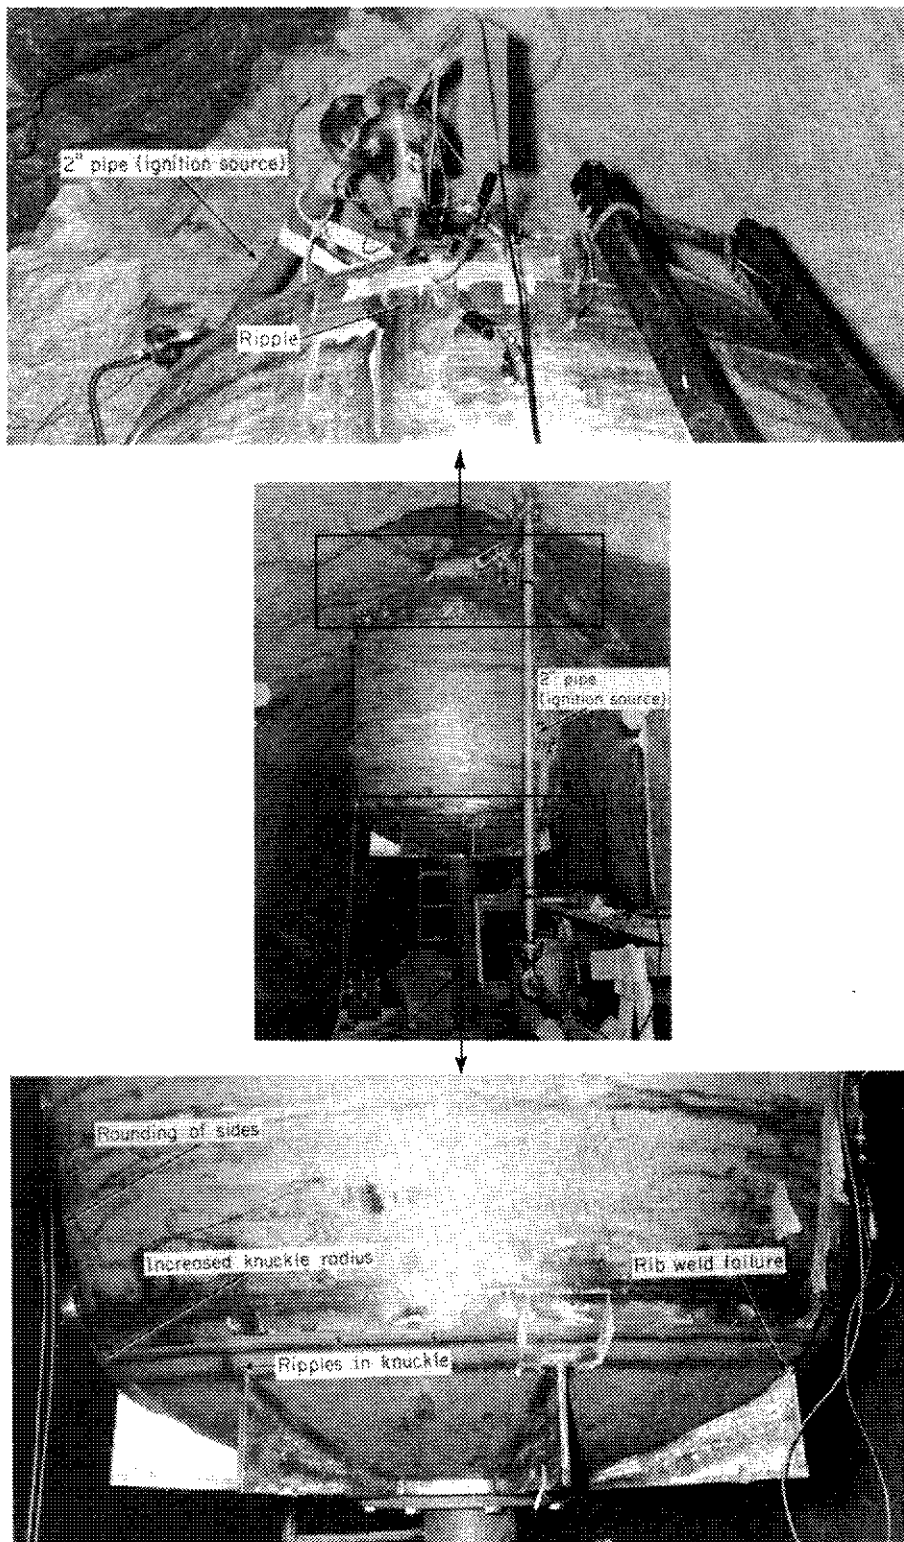 2" pipe (ignition source)
Ripple
2" pipe
(ignition source)
Rounding of sides
Increased knuckle radius
Rib weld failure
Ripples in knuckle